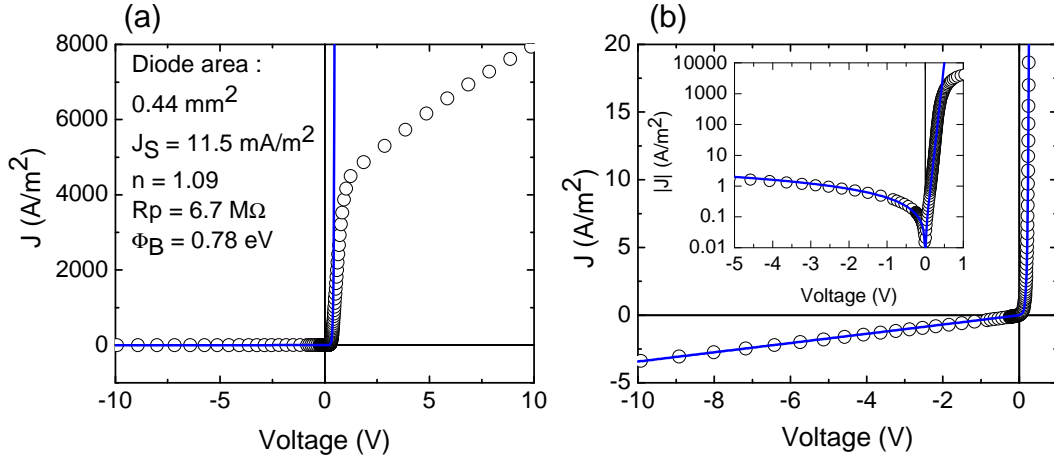 (a)
8000
6000
4000
2000
0
J (A/m²)
Diode area :
0.44 mm²
J_S = 11.5 mA/m²
n = 1.09
Rp = 6.7 MΩ
Φ_B = 0.78 eV
-10 -5 0 5 10
Voltage (V)
(b)
20
15
10
5
0
-5
J (A/m²)
10000
1000
100
10
1
0.1
0.01
|J| (A/m²)
-5 -4 -3 -2 -1 0 1
Voltage (V)
-10 -8 -6 -4 -2 0
Voltage (V)